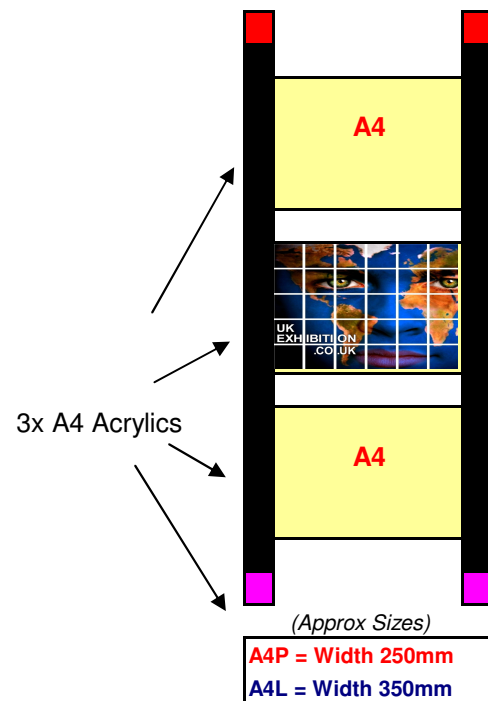 A4
UK
EXHIBITION
.CO.UK
3x A4 Acrylics
A4
(Approx Sizes)
A4P = Width 250mm
A4L = Width 350mm